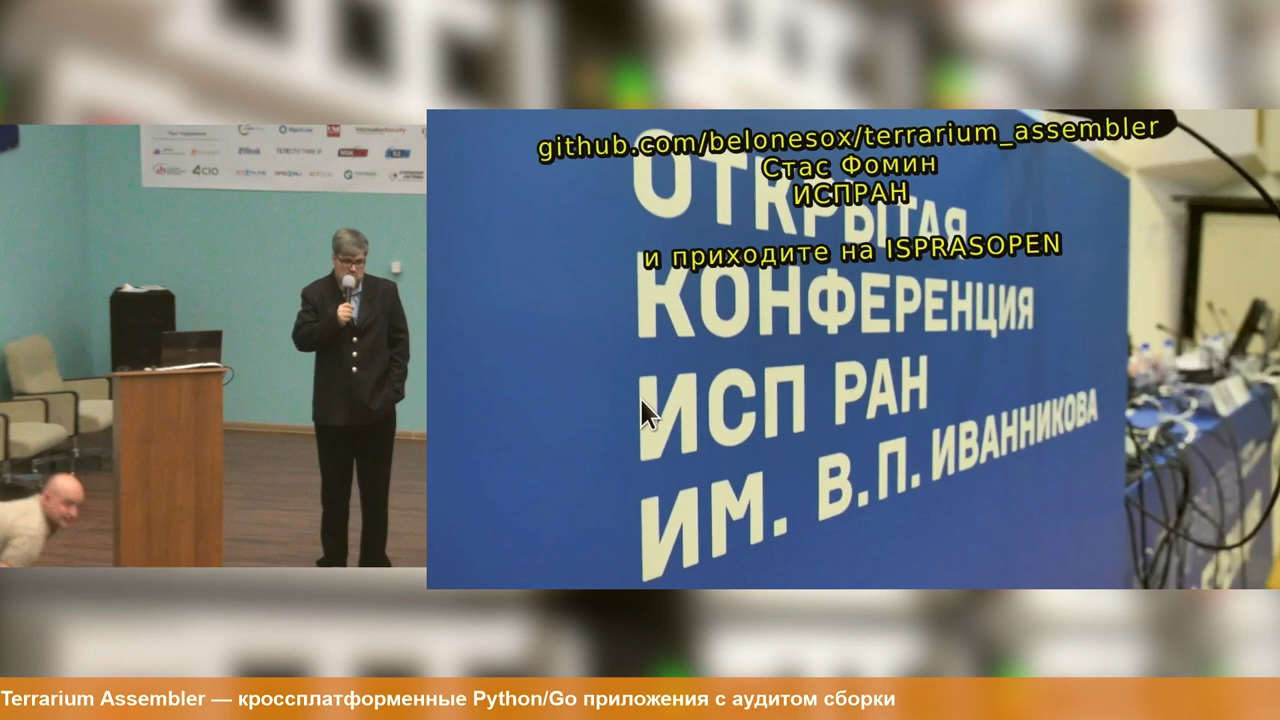 github.com/belonesox/terrarium_assembler
Стас Фомин
ИСПРАН
и приходите на ISPRASOPEN
ОТКРЫТАЯ
КОНФЕРЕНЦИЯ
ИСП РАН
ИМ. В.П. ИВАННИКОВА
Terrarium Assembler — кроссплатформенные Python/Go приложения с аудитом сборки